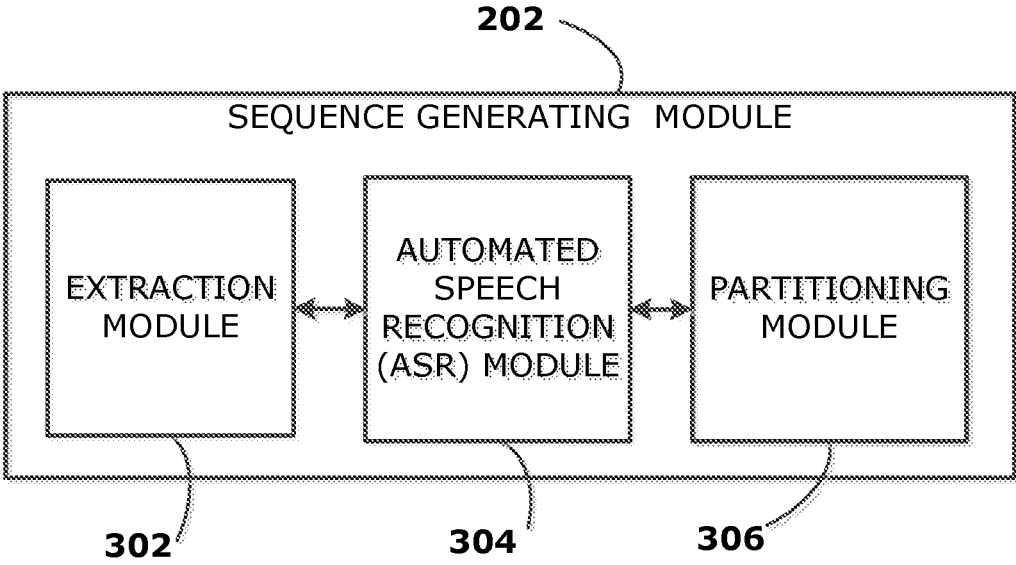 202
SEQUENCE GENERATING MODULE
EXTRACTION
MODULE
AUTOMATED
SPEECH
RECOGNITION
(ASR) MODULE
PARTITIONING
MODULE
302
304
306